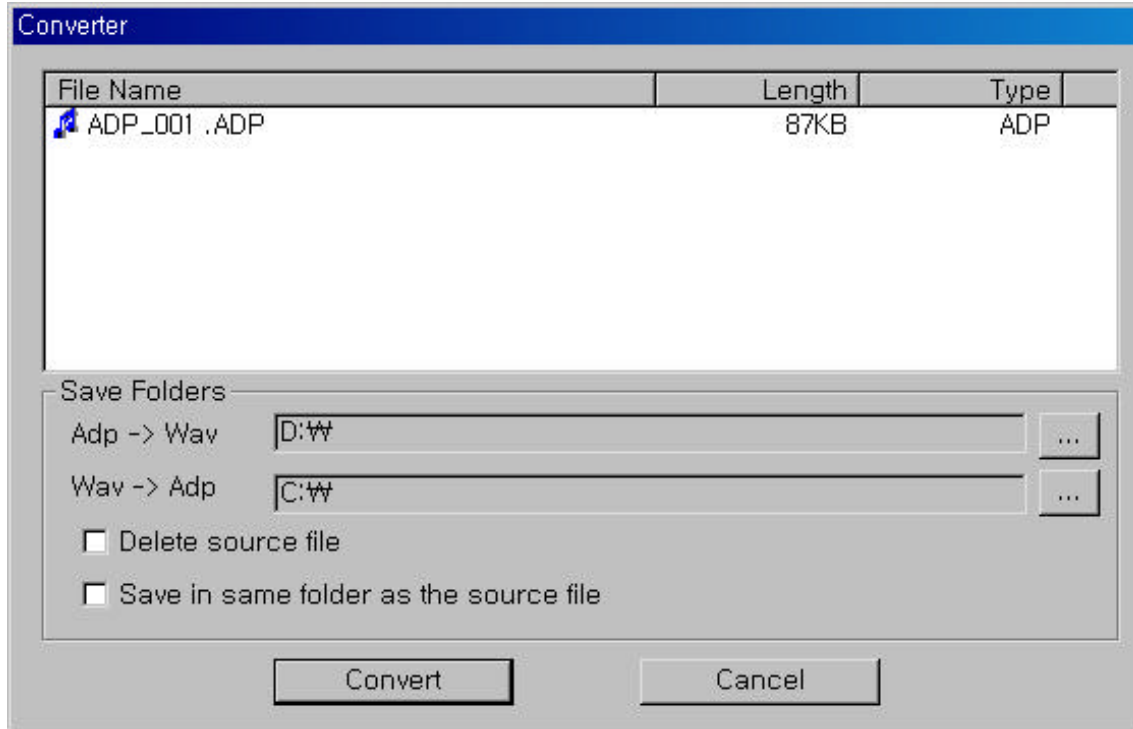 Converter
File Name Length Type
ADP_001 .ADP 87KB ADP
Save Folders
Adp -> Wav D:₩ ...
Wav -> Adp C:₩ ...
Delete source file
Save in same folder as the source file
Convert Cancel